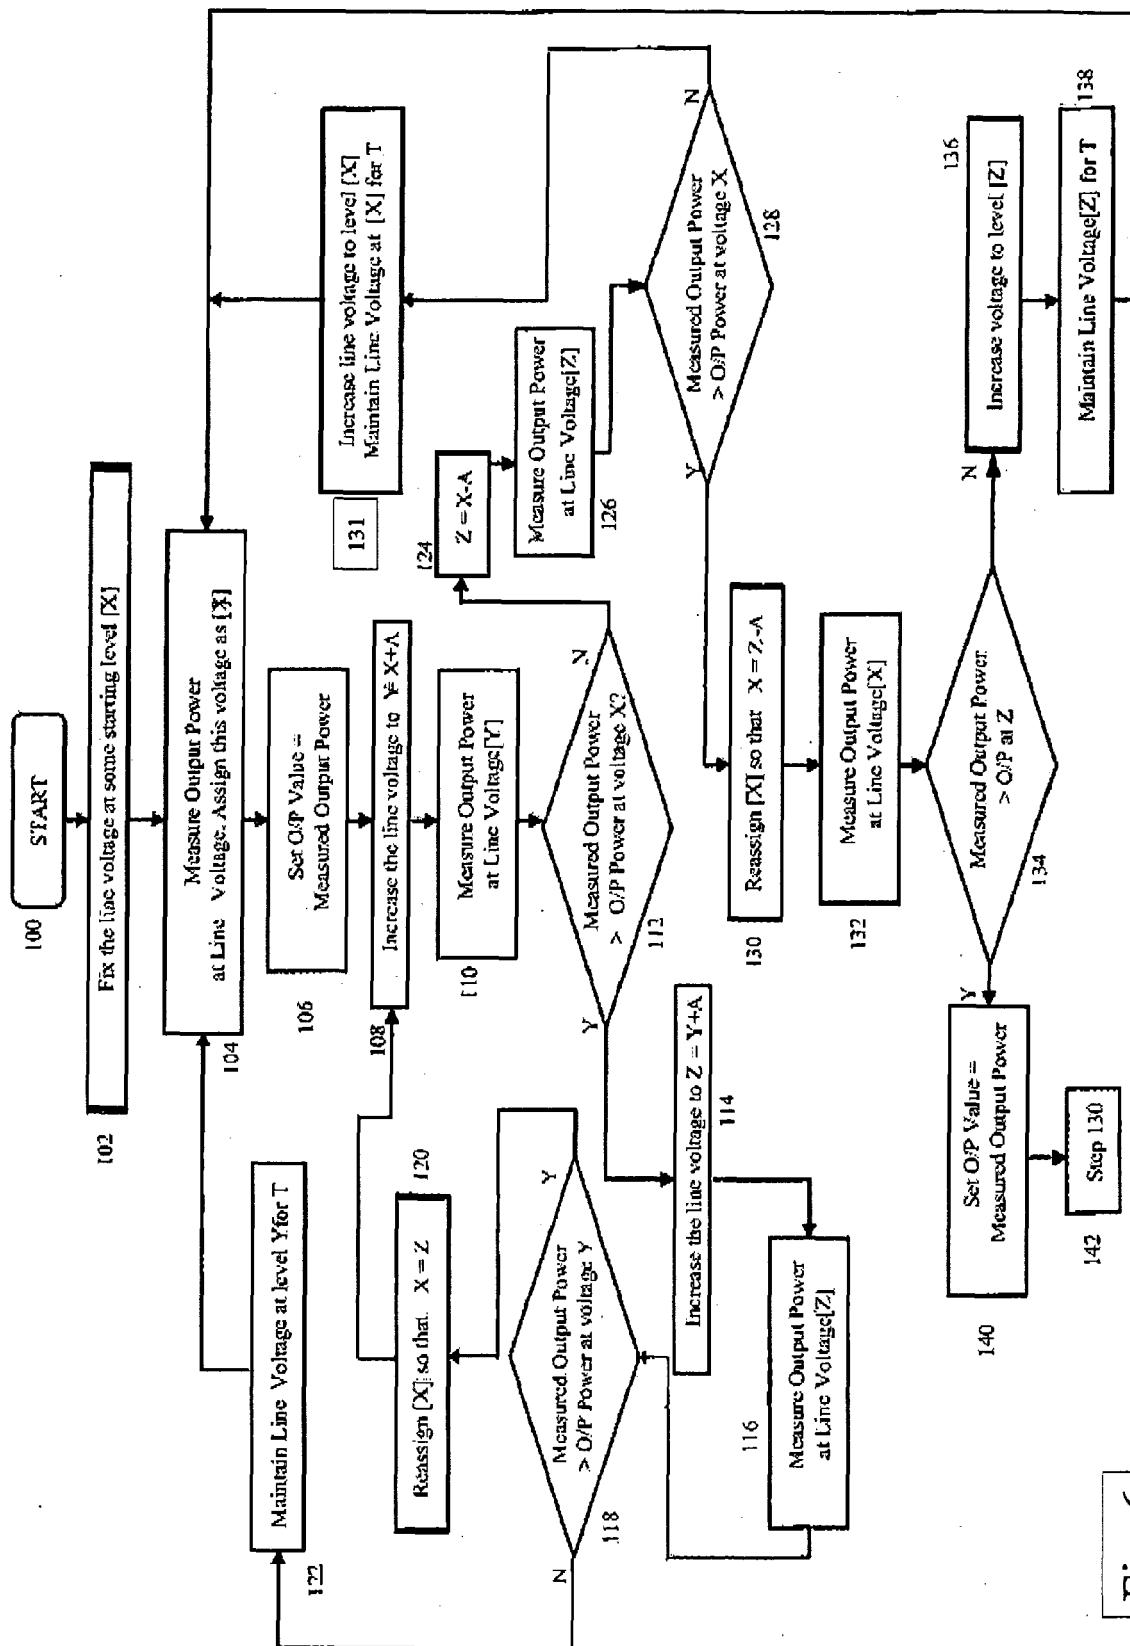 START
100
Fix the line voltage at some starting level [X]
102
Measure Output Power
at Line Voltage. Assign this voltage as [X]
104
Set O/P Value =
Measured Output Power
106
Increase the line voltage to Y= X+A
108
Measure Output Power
at Line Voltage[Y]
110
Measured Output Power
> O/P Power at voltage X?
112
Y
N
Increase the line voltage to Z = Y+A
114
Measure Output Power
at Line Voltage[Z]
116
Measured Output Power
> O/P Power at voltage Y
118
Y
N
Reassign [X] so that X = Z
120
Maintain Line Voltage at level Y for T
122
Z = X-A
124
Measure Output Power
at Line Voltage[Z]
126
Measured Output Power
> O/P Power at voltage X
128
Y
N
Increase line voltage to level [X]
Maintain Line Voltage at [X] for T
131
Reassign [X] so that X = Z-A
130
Measure Output Power
at Line Voltage[X]
132
Measured Output Power
> O/P at Z
134
Y
N
Increase voltage to level [Z]
136
Maintain Line Voltage[Z] for T
138
Set O/P Value =
Measured Output Power
140
Step 130
142